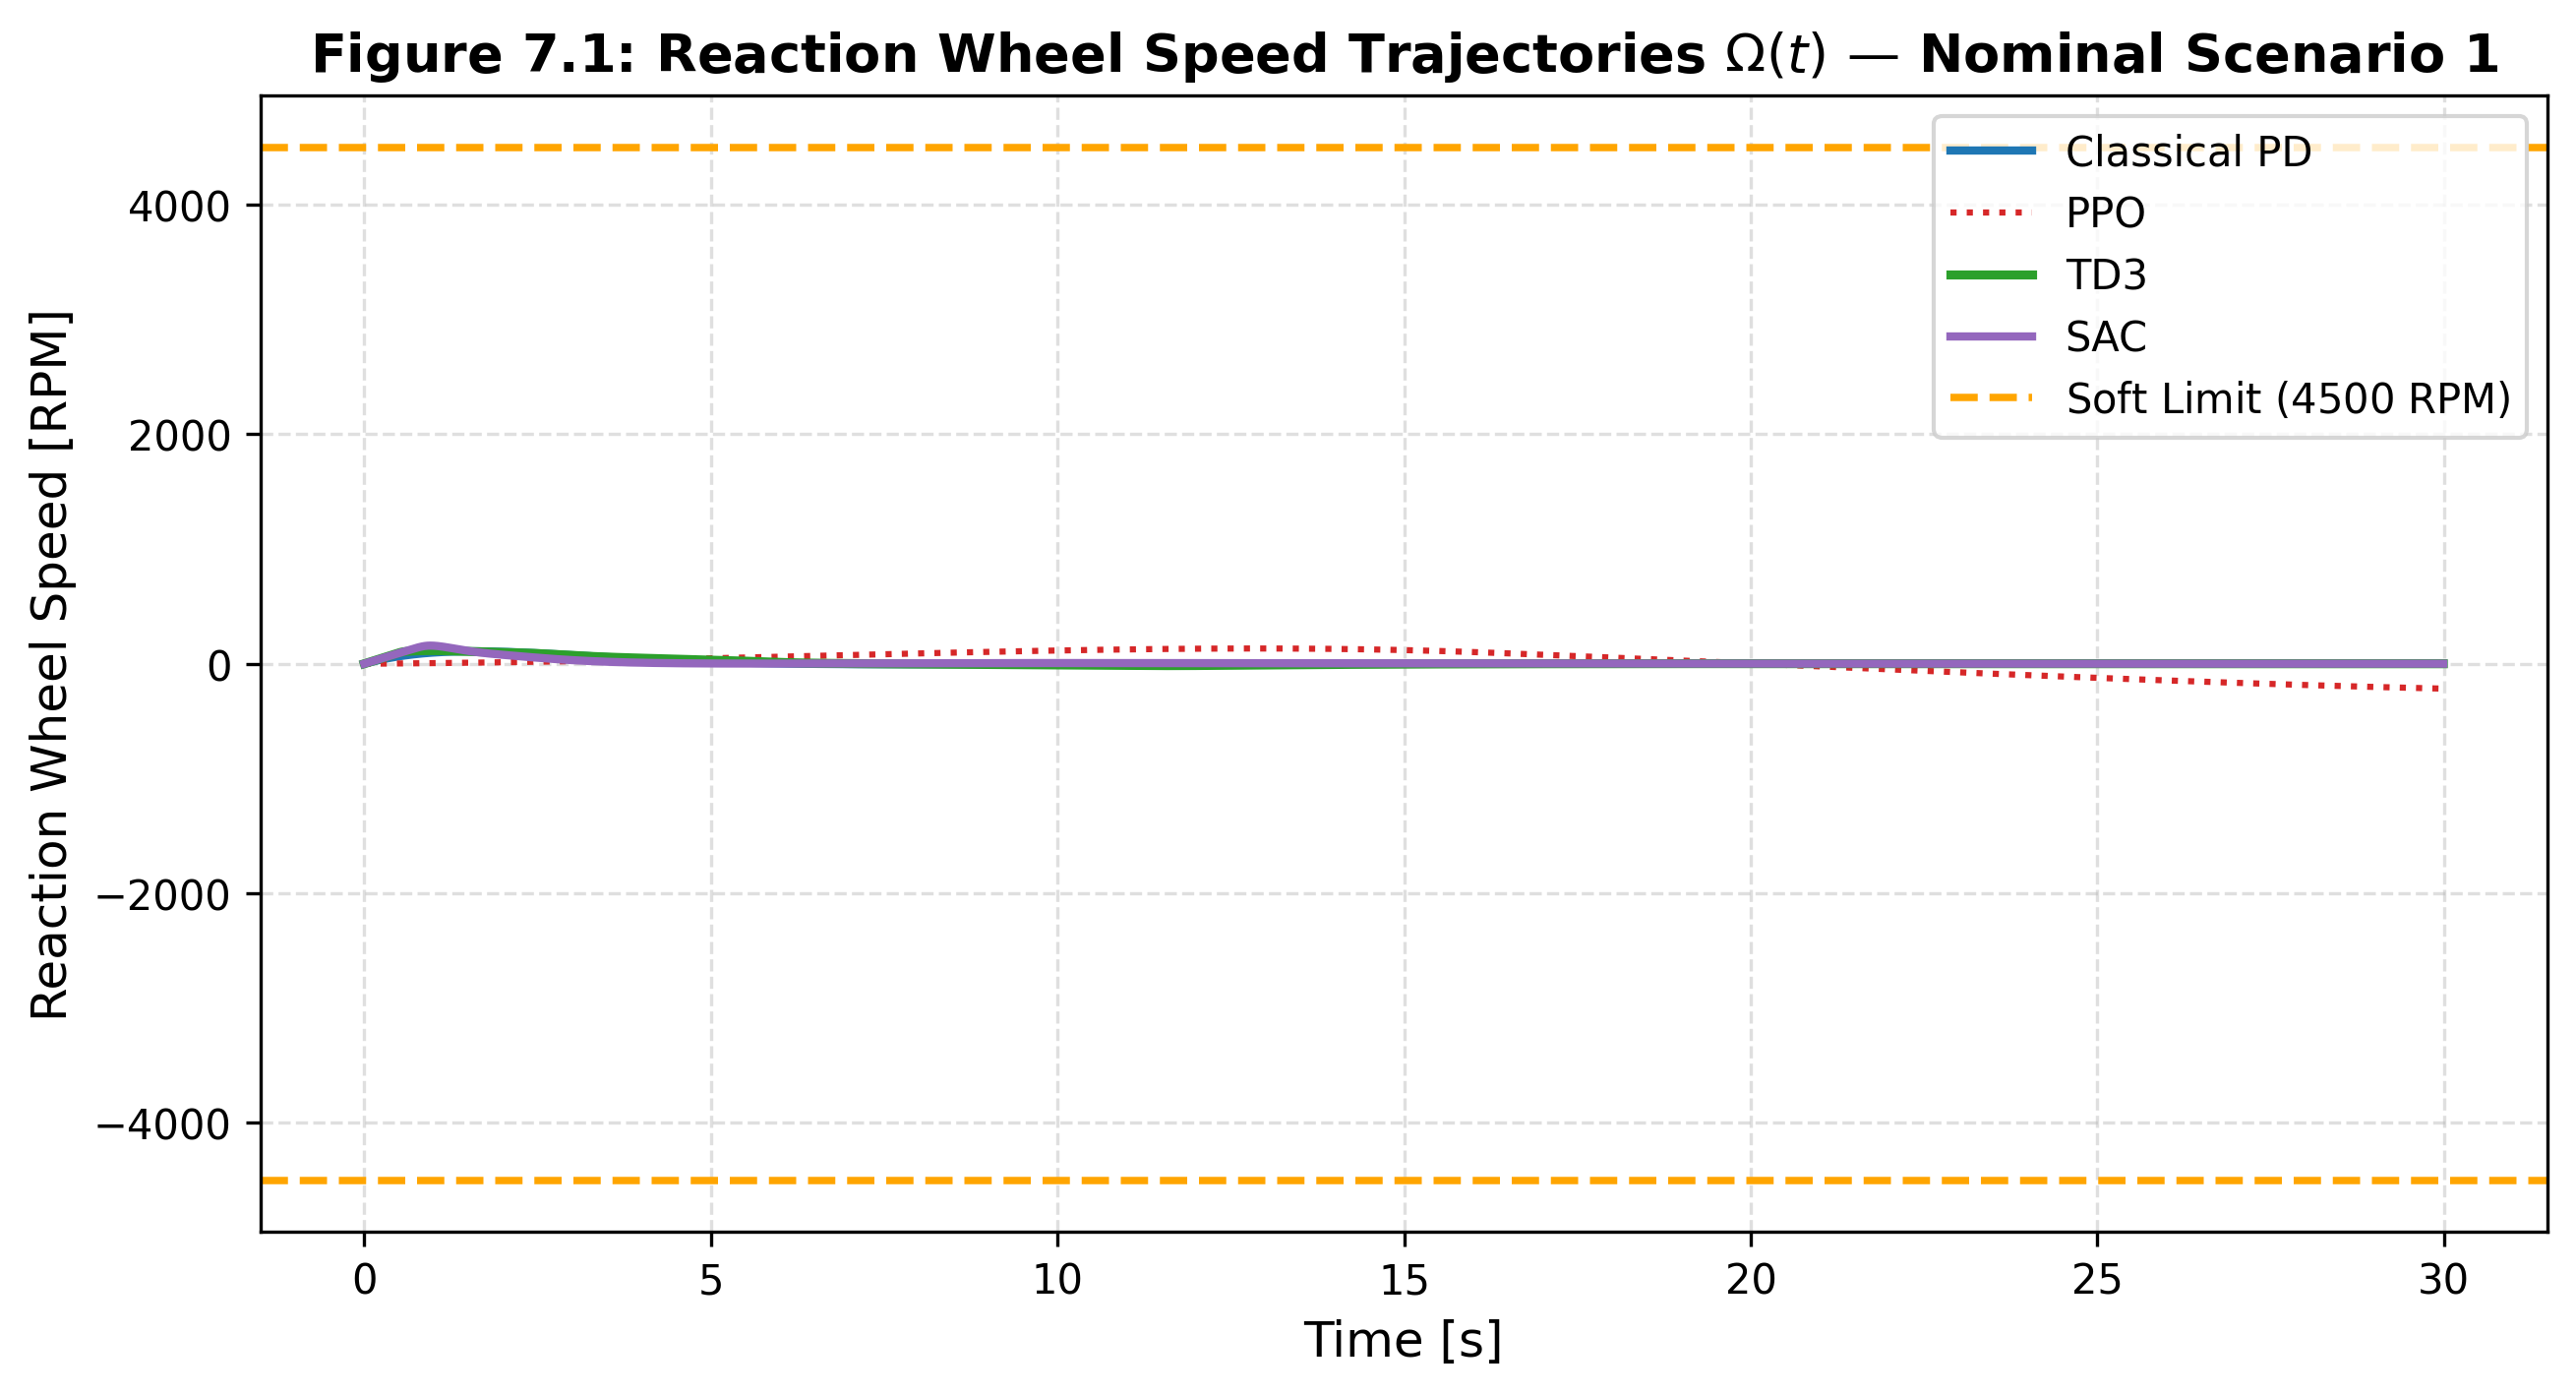 Figure 7.1: Reaction Wheel Speed Trajectories Ω(t) — Nominal Scenario 1
Classical PD
PPO
TD3
SAC
Soft Limit (4500 RPM)
Reaction Wheel Speed [RPM]
4000
2000
0
−2000
−4000
0 5 10 15 20 25 30
Time [s]